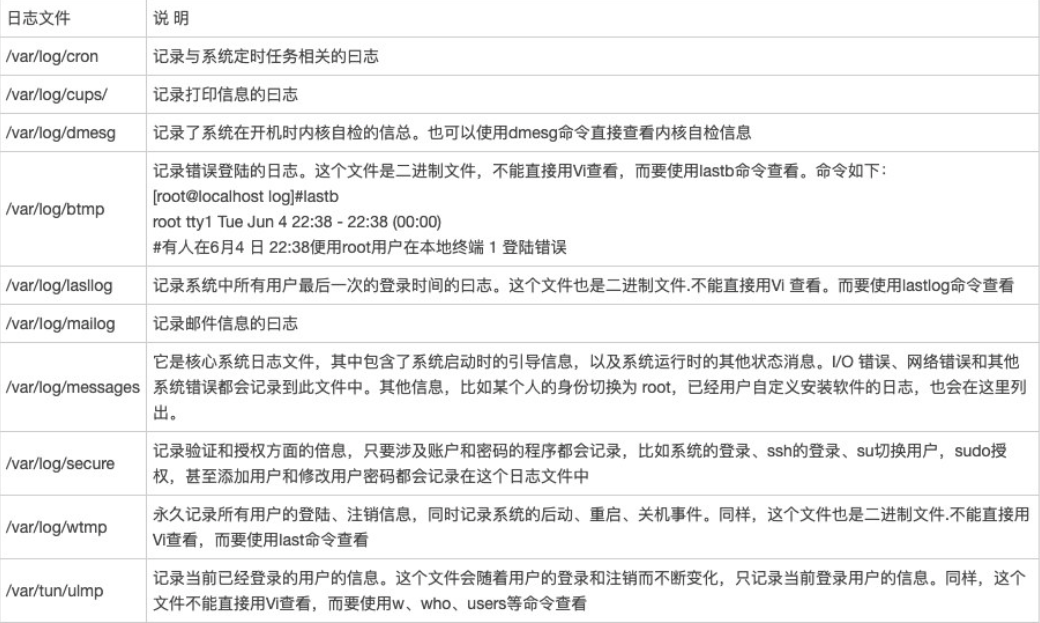 日志文件 说 明
/var/log/cron 记录与系统定时任务相关的曰志
/var/log/cups/ 记录打印信息的曰志
/var/log/dmesg 记录了系统在开机时内核自检的信总。也可以使用dmesg命令直接查看内核自检信息
/var/log/btmp 记录错误登陆的日志。这个文件是二进制文件，不能直接用Vi查看，而要使用lastb命令查看。命令如下：
[root@localhost log]#lastb
root tty1 Tue Jun 4 22:38 - 22:38 (00:00)
#有人在6月4 日 22:38便用root用户在本地终端 1 登陆错误
/var/log/lasllog 记录系统中所有用户最后一次的登录时间的曰志。这个文件也是二进制文件.不能直接用Vi 查看。而要使用lastlog命令查看
/var/log/mailog 记录邮件信息的曰志
/var/log/messages 它是核心系统日志文件，其中包含了系统启动时的引导信息，以及系统运行时的其他状态消息。I/O 错误、网络错误和其他
系统错误都会记录到此文件中。其他信息，比如某个人的身份切换为 root，已经用户自定义安装软件的日志，也会在这里列
出。
/var/log/secure 记录验证和授权方面的倍息，只要涉及账户和密码的程序都会记录，比如系统的登录、ssh的登录、su切换用户，sudo授
权，甚至添加用户和修改用户密码都会记录在这个日志文件中
/var/log/wtmp 永久记录所有用户的登陆、注销信息，同时记录系统的后动、重启、关机事件。同样，这个文件也是二进制文件.不能直接用
Vi查看，而要使用last命令查看
/var/tun/ulmp 记录当前已经登录的用户的信息。这个文件会随着用户的登录和注销而不断变化，只记录当前登录用户的信息。同样，这个
文件不能直接用Vi查看，而要使用w、who、users等命令查看